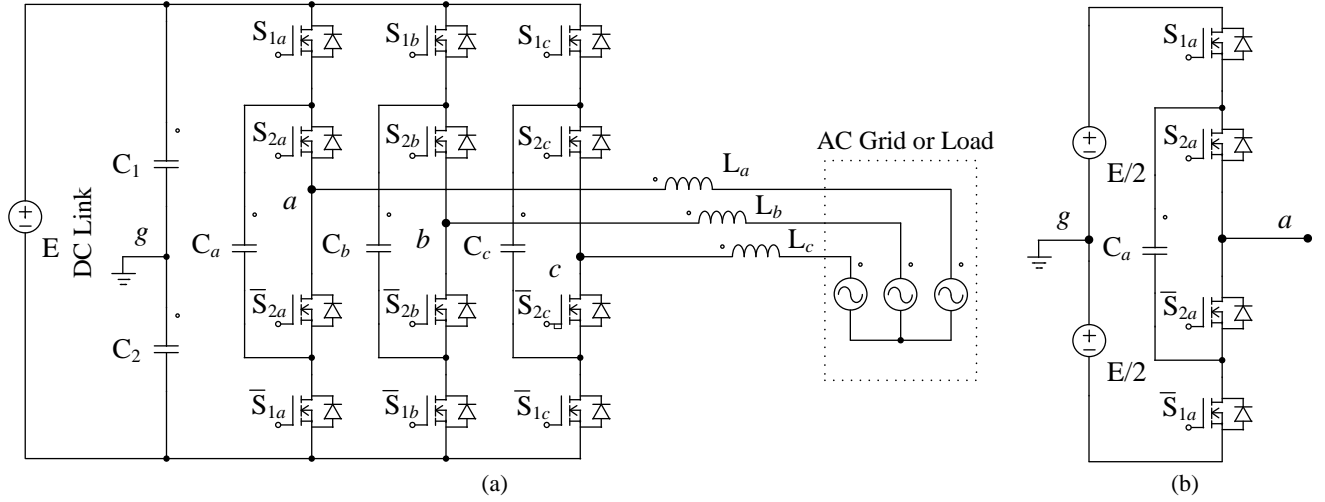 S1a S1b S1c
S2a S2b S2c
C1
E DC Link g
Ca Cb Cc
a b c
C2
S̅2a S̅2b S̅2c
S̅1a S̅1b S̅1c
La
Lb
Lc
AC Grid or Load
(a)
S1a
S2a
E/2
g
Ca
a
S̅2a
E/2
S̅1a
(b)